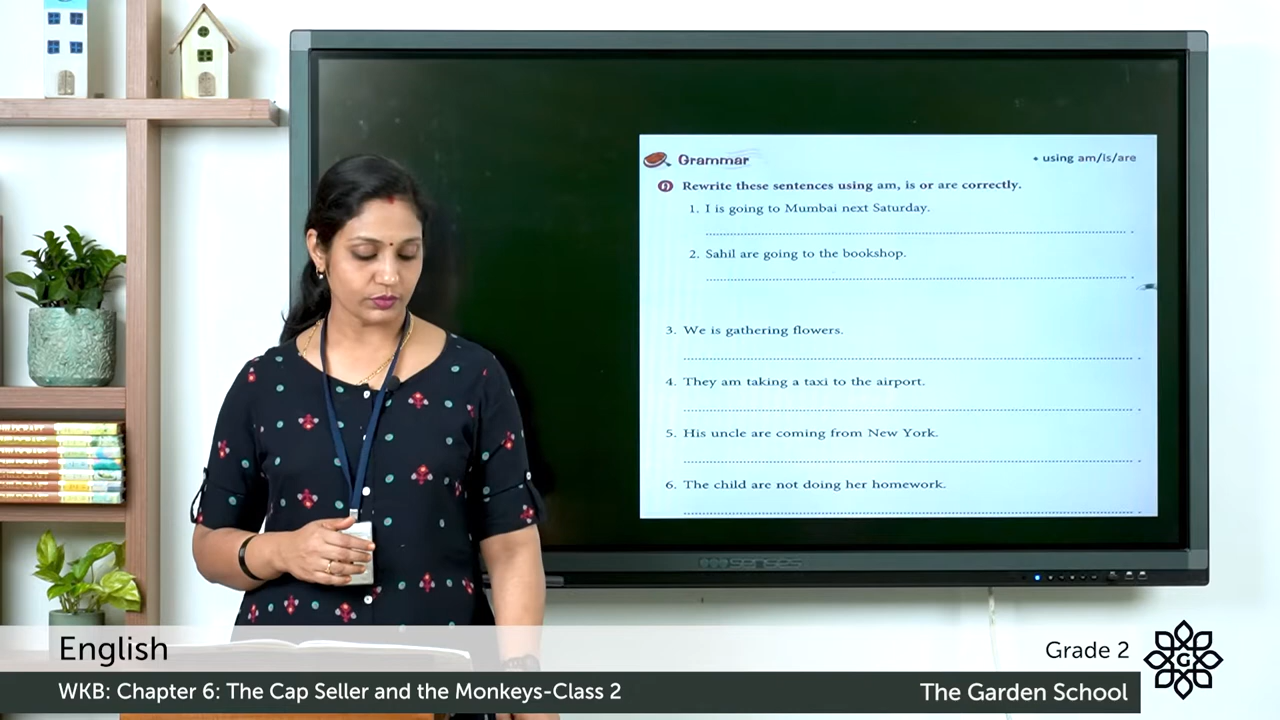 Grammar
• using am/is/are
D Rewrite these sentences using am, is or are correctly.
1. I is going to Mumbai next Saturday.
2. Sahil are going to the bookshop.
3. We is gathering flowers.
4. They am taking a taxi to the airport.
5. His uncle are coming from New York.
6. The child are not doing her homework.
English
Grade 2
G
WKB: Chapter 6: The Cap Seller and the Monkeys-Class 2
The Garden School